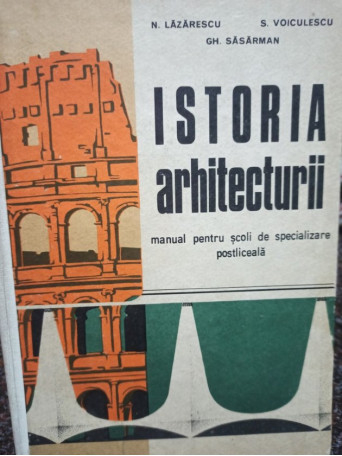 N. LĂZĂRESCU S. VOICULESCU
GH. SĂSĂRMAN
ISTORIA
arhitecturii
manual pentru școli de specializare
postliceală